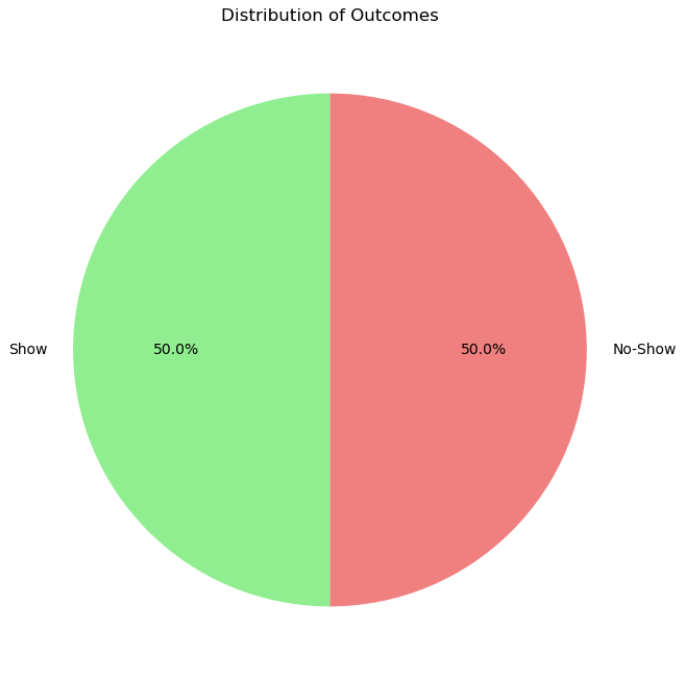 Distribution of Outcomes
Show
50.0%
50.0%
No-Show